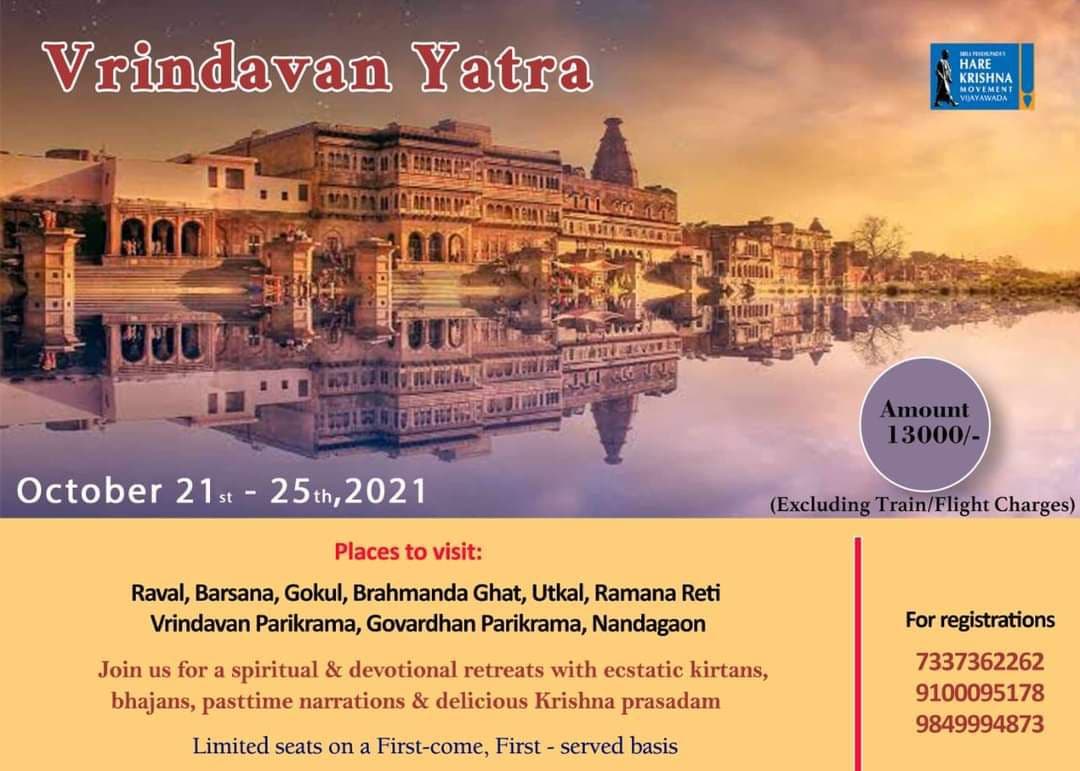 Vrindavan Yatra
HARE
KRISHNA
MOVEMENT
VIJAYAWADA
Amount
13000/-
October 21st - 25th,2021
(Excluding Train/Flight Charges)
Places to visit:
Raval, Barsana, Gokul, Brahmanda Ghat, Utkal, Ramana Reti
Vrindavan Parikrama, Govardhan Parikrama, Nandagaon
Join us for a spiritual & devotional retreats with ecstatic kirtans,
bhajans, pasttime narrations & delicious Krishna prasadam
Limited seats on a First-come, First - served basis
For registrations
7337362262
9100095178
9849994873